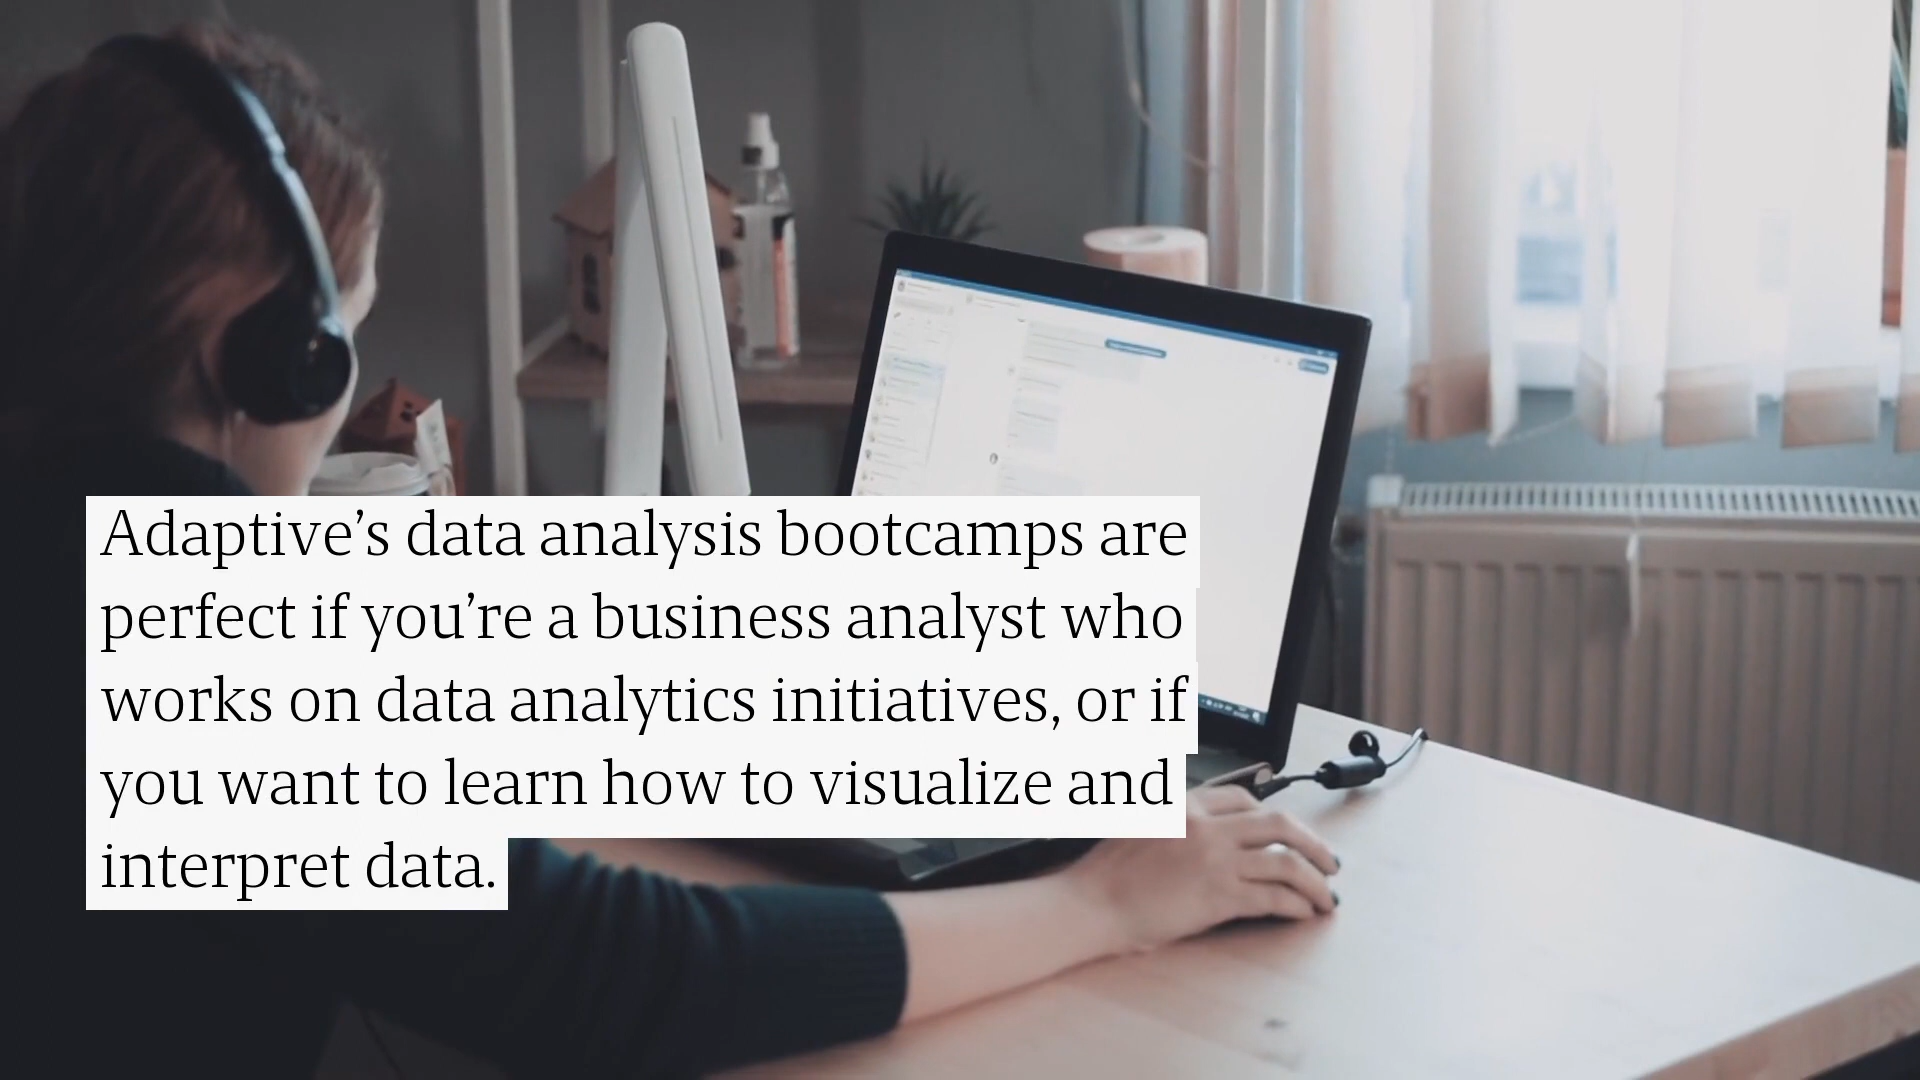 Adaptive’s data analysis bootcamps are
perfect if you’re a business analyst who
works on data analytics initiatives, or if
you want to learn how to visualize and
interpret data.